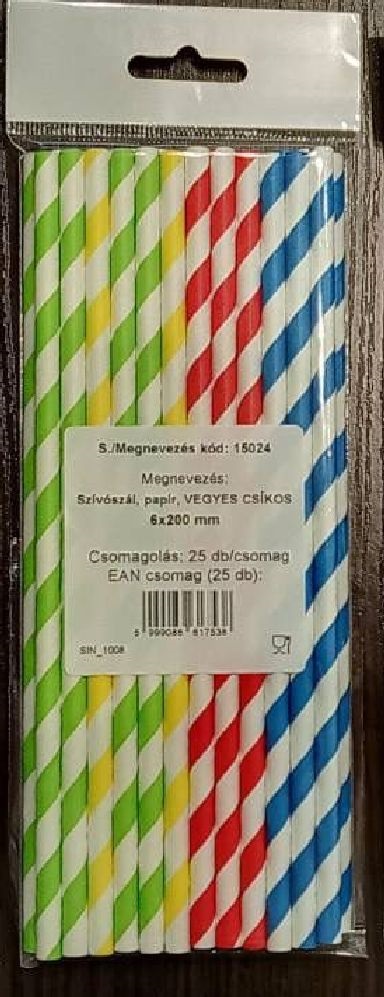 S./Megnevezés kód: 15024
Megnevezés:
Szívószál, papír, VEGYES CSÍKOS
6x200 mm
Csomagolás: 25 db/csomag
EAN csomag (25 db):
5 999086 617538
SIN_1008